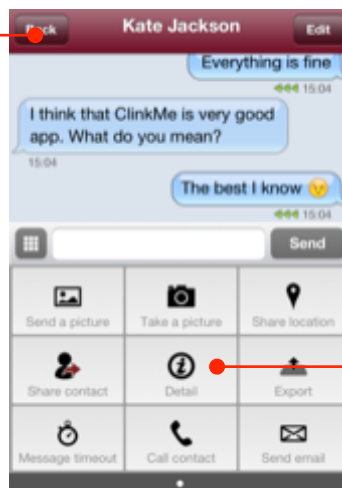 Back Kate Jackson Edit
Everything is fine
15:04
I think that ClinkMe is very good
app. What do you mean?
15:04
The best I know
15:04
Send
Send a picture Take a picture Share location
Share contact Detail Export
Message timeout Call contact Send email